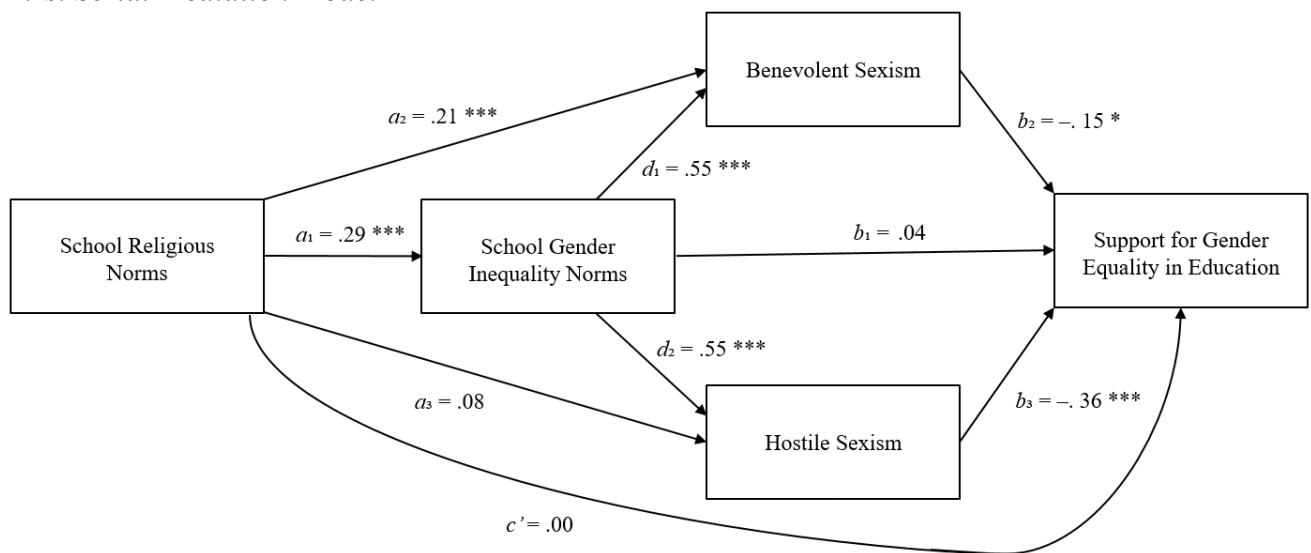 Benevolent Sexism
a₂ = .21 ***
b₂ = –. 15 *
d₁ = .55 ***
School Religious
Norms
a₁ = .29 ***
School Gender
Inequality Norms
b₁ = .04
Support for Gender
Equality in Education
d₂ = .55 ***
a₃ = .08
b₃ = –. 36 ***
Hostile Sexism
c’ = .00